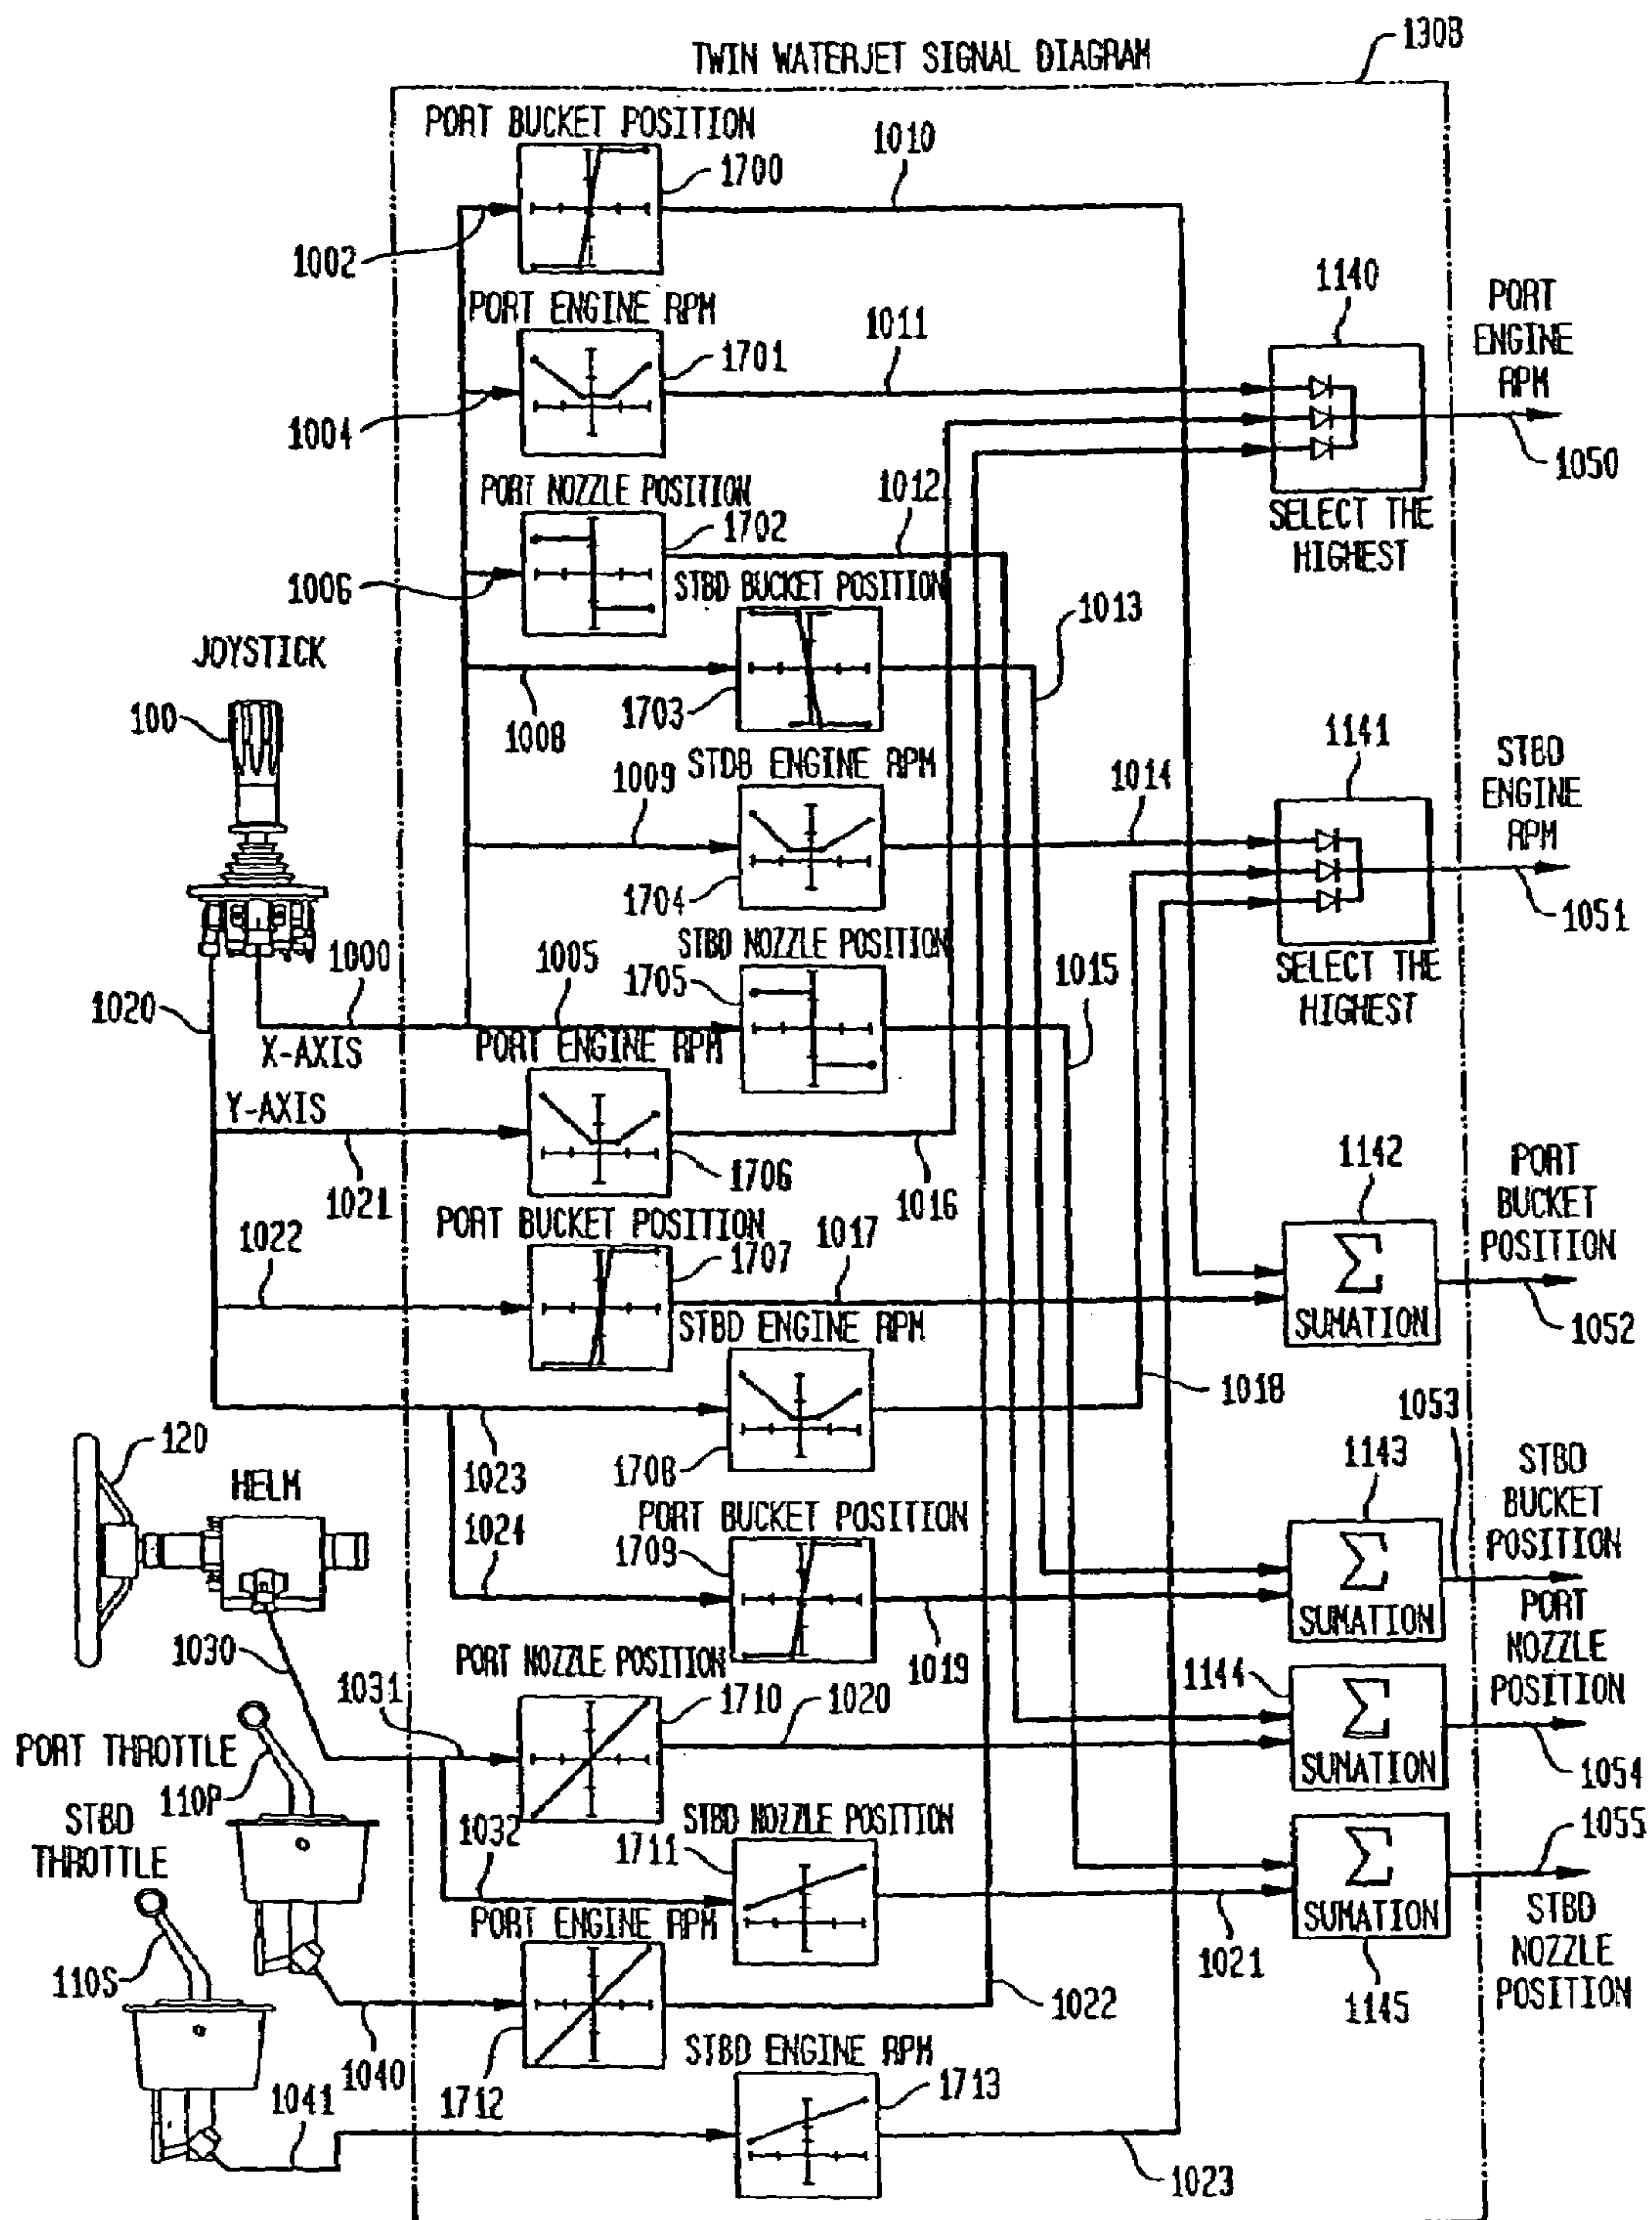 TWIN WATERJET SIGNAL DIAGRAM
130B
PORT BUCKET POSITION
1700
1010
1002
PORT ENGINE RPM
1701
1011
1004
1140
PORT
ENGINE
RPM
1050
SELECT THE
HIGHEST
PORT NOZZLE POSITION
1702
1012
1006
STBD BUCKET POSITION
1013
1703
1008
JOYSTICK
100
STDB ENGINE RPM
1009
1704
1014
1141
STBD
ENGINE
RPM
1051
SELECT THE
HIGHEST
STBD NOZZLE POSITION
1705
1005
1000
1015
1020
X-AXIS
PORT ENGINE RPM
Y-AXIS
1706
1016
1021
PORT BUCKET POSITION
1707
1017
1022
1142
PORT
BUCKET
POSITION
Σ
SUMATION
1052
STBD ENGINE RPM
1708
1018
1023
120
HELM
PORT BUCKET POSITION
1709
1024
1019
1053
1143
STBD
BUCKET
POSITION
Σ
SUMATION
1030
PORT NOZZLE POSITION
1710
1020
1031
1144
PORT
NOZZLE
POSITION
Σ
SUMATION
1054
PORT THROTTLE
110P
STBD
THROTTLE
110S
STBD NOZZLE POSITION
1711
1032
1021
Σ
SUMATION
1055
1145
STBD
NOZZLE
POSITION
PORT ENGINE RPM
1712
1022
1040
STBD ENGINE RPM
1713
1041
1023